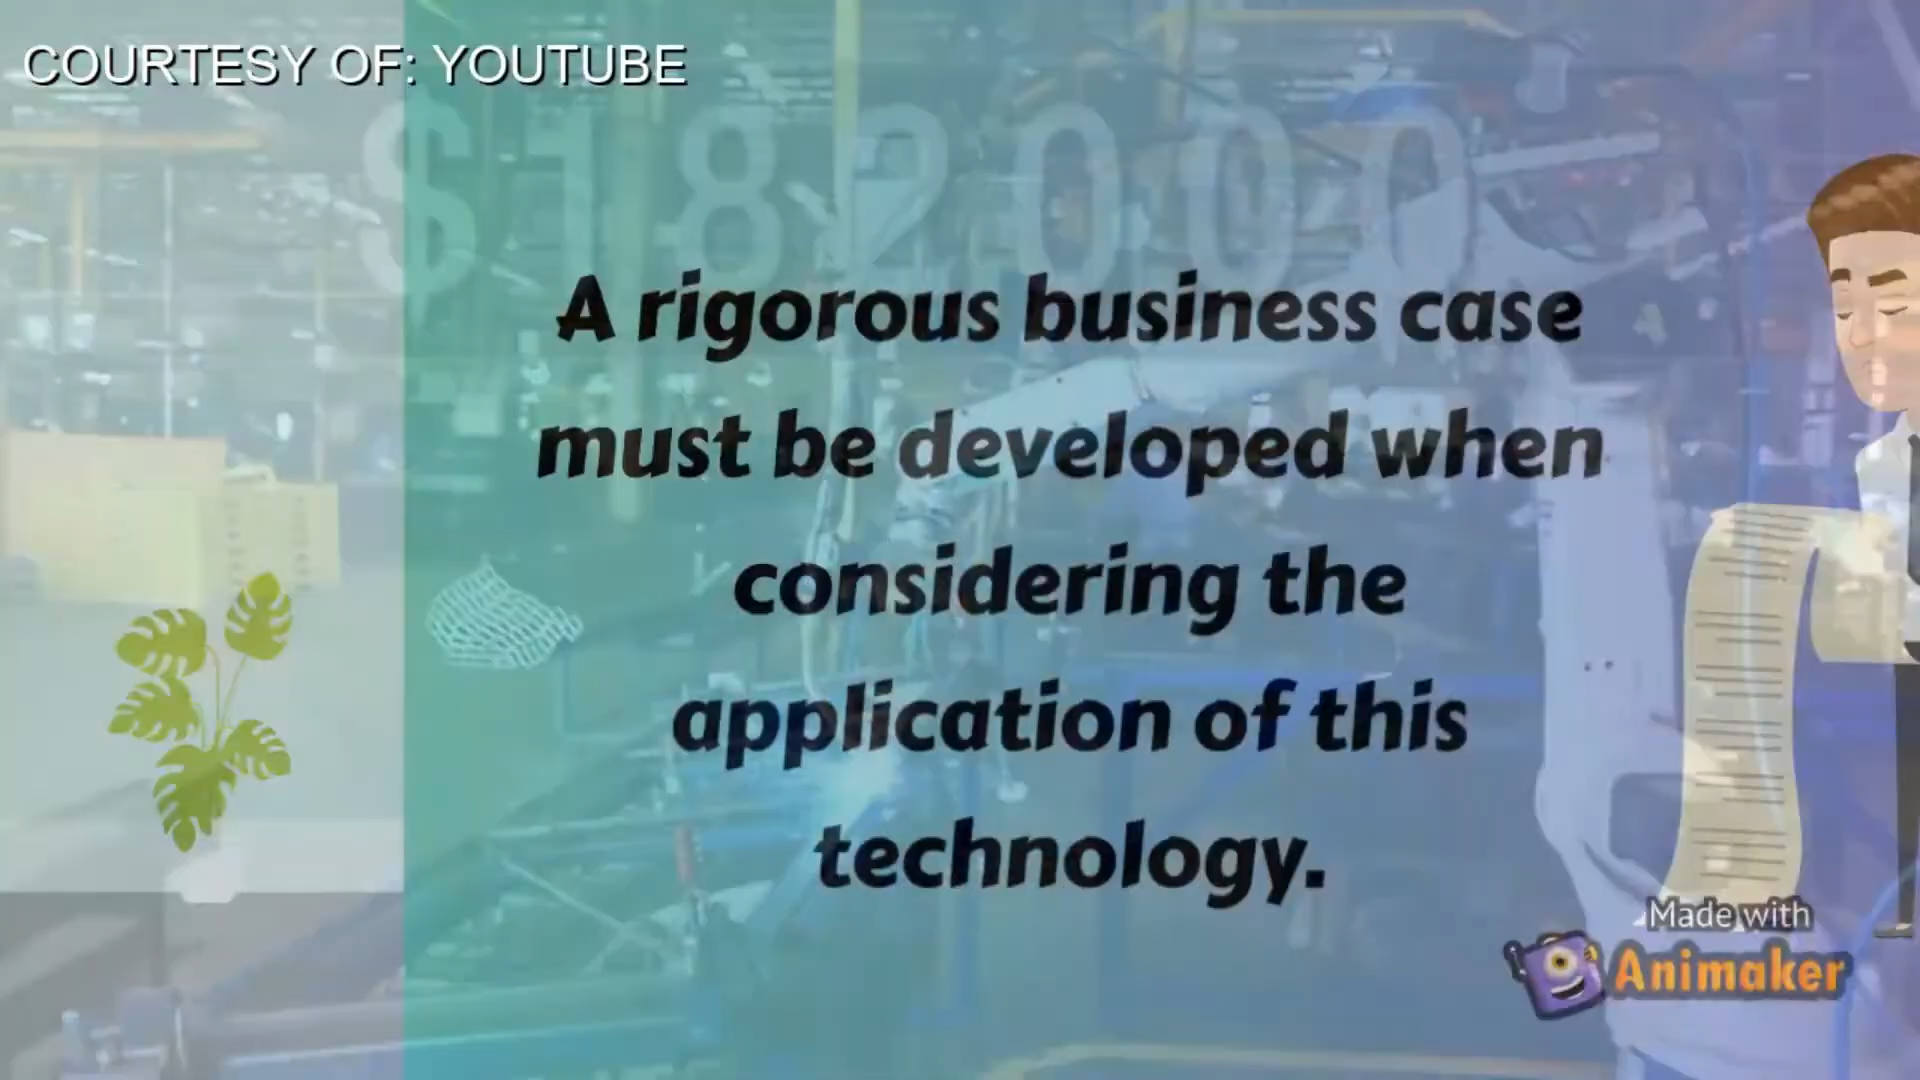 COURTESY OF: YOUTUBE
$182000
A rigorous business case
must be developed when
considering the
application of this
technology.
Made with
Animaker